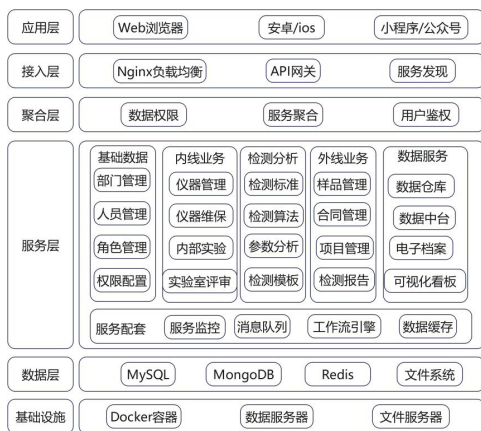 应用层 Web浏览器 安卓/ios 小程序/公众号
接入层 Nginx负载均衡 API网关 服务发现
聚合层 数据权限 服务聚合 用户鉴权
服务层
基础数据
部门管理
人员管理
角色管理
权限配置
内线业务
仪器管理
仪器维保
内部实验
实验室评审
检测分析
检测标准
检测算法
参数分析
检测模板
外线业务
样品管理
合同管理
项目管理
检测报告
数据服务
数据仓库
数据中台
电子档案
可视化看板
服务配套 服务监控 消息队列 工作流引擎 数据缓存
数据层 MySQL MongoDB Redis 文件系统
基础设施 Docker容器 数据服务器 文件服务器